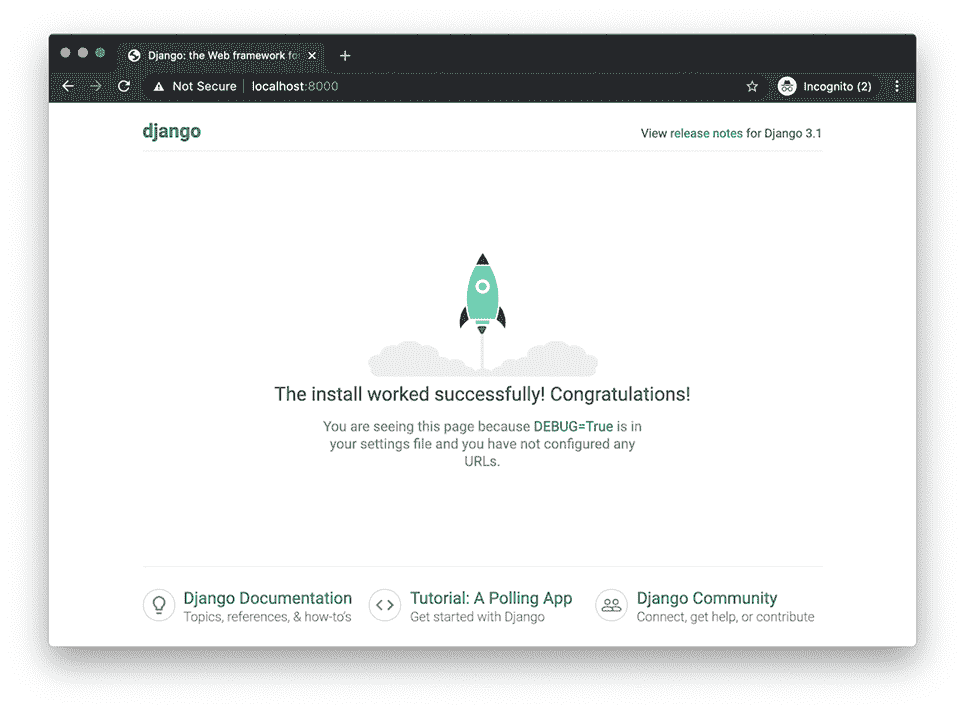 Django: the Web framework fo
Not Secure localhost:8000
Incognito (2)
django
View release notes for Django 3.1
The install worked successfully! Congratulations!
You are seeing this page because DEBUG=True is in
your settings file and you have not configured any
URLs.
Django Documentation
Topics, references, & how-to's
Tutorial: A Polling App
Get started with Django
Django Community
Connect, get help, or contribute